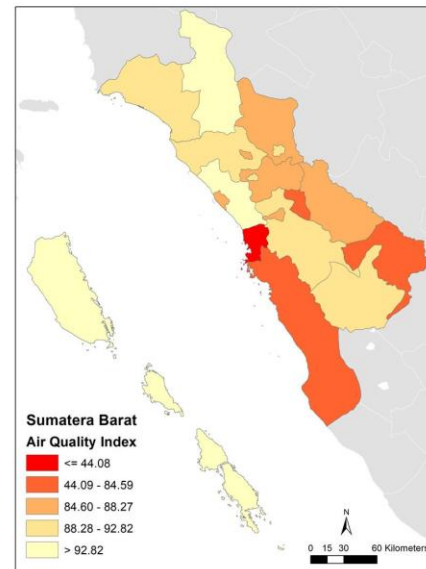 Sumatera Barat
Air Quality Index
<= 44.08
44.09 - 84.59
84.60 - 88.27
88.28 - 92.82
> 92.82
N
0 15 30 60 Kilometers